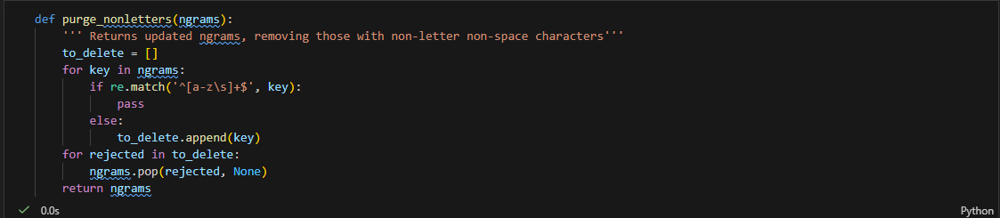 def purge_nonletters(ngrams):
    ''' Returns updated ngrams, removing those with non-letter non-space characters'''
    to_delete = []
    for key in ngrams:
        if re.match('^[a-z\s]+$', key):
            pass
        else:
            to_delete.append(key)
    for rejected in to_delete:
        ngrams.pop(rejected, None)
    return ngrams
0.0s
Python